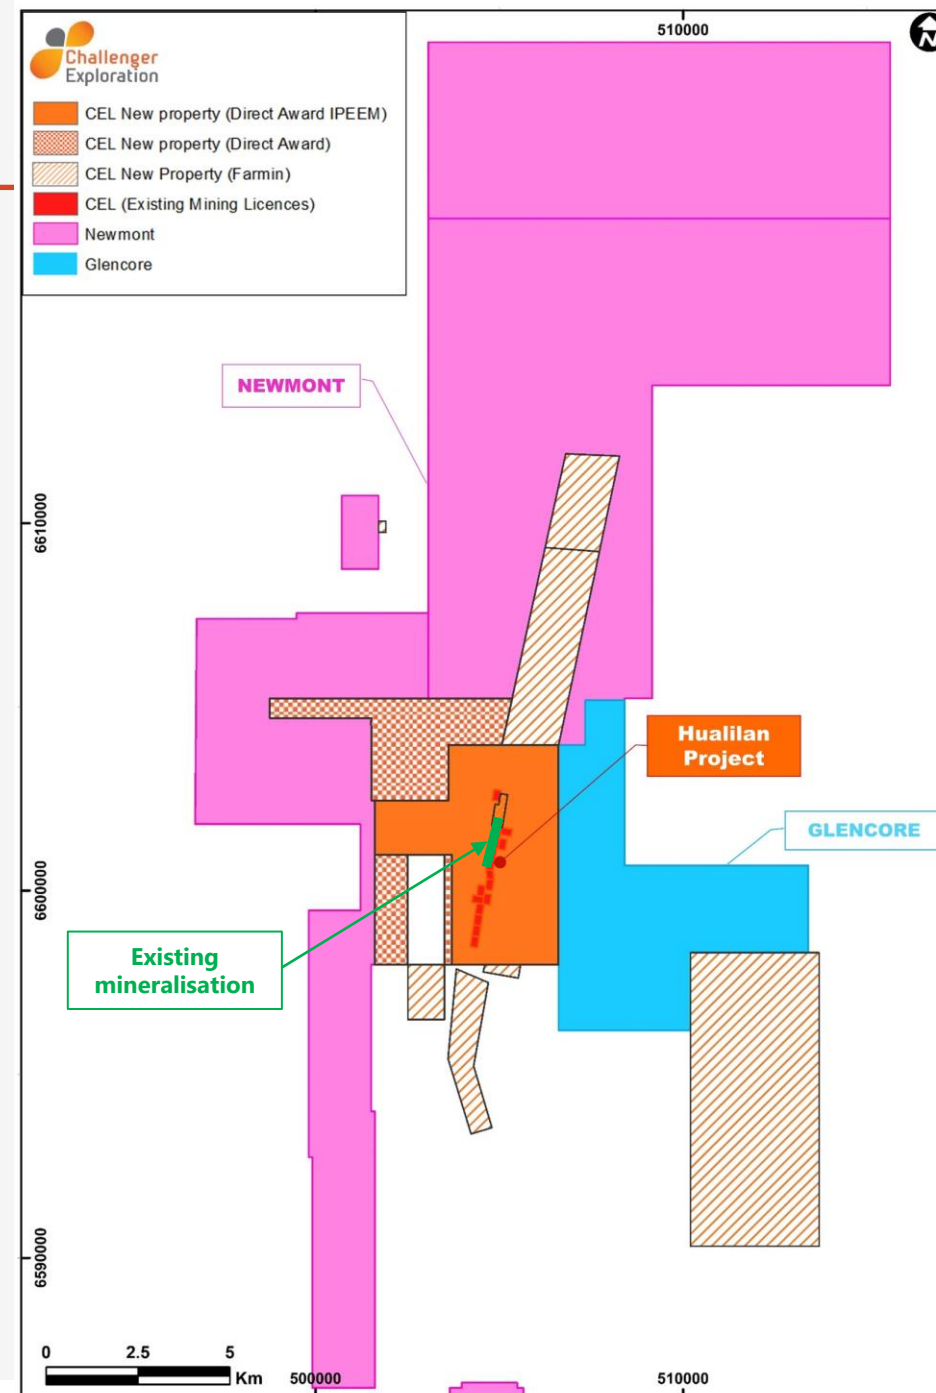 510000
N
Challenger
Exploration
CEL New property (Direct Award IPEEM)
CEL New property (Direct Award)
CEL New Property (Farmin)
CEL (Existing Mining Licences)
Newmont
Glencore
NEWMONT
6610000
Hualilan
Project
GLENCORE
6600000
Existing
mineralisation
6590000
0 2.5 5
Km
500000
510000